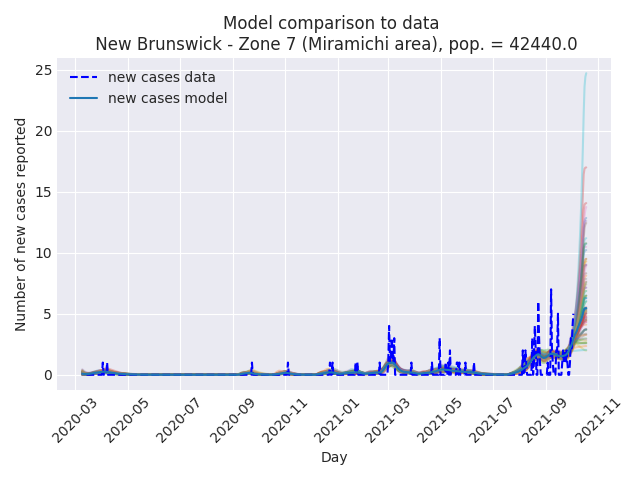 Model comparison to data
New Brunswick - Zone 7 (Miramichi area), pop. = 42440.0
new cases data
new cases model
Number of new cases reported
25
20
15
10
5
0
2020-03
2020-05
2020-07
2020-09
2020-11
2021-01
2021-03
2021-05
2021-07
2021-09
2021-11
Day